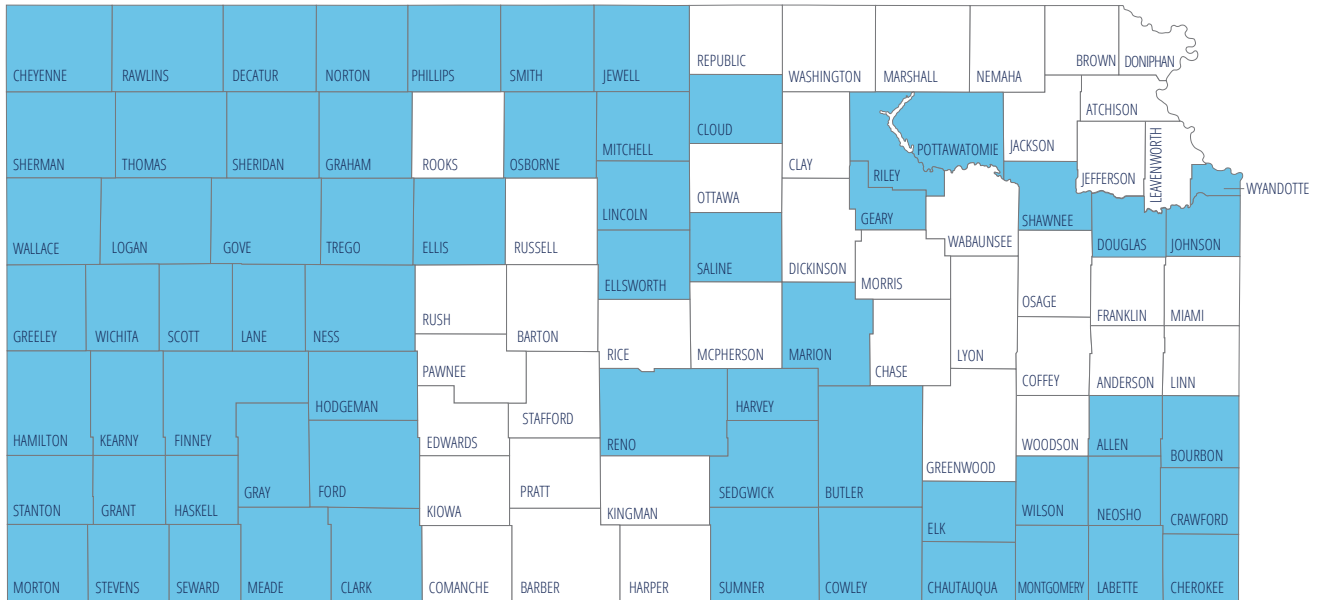 REPUBLIC
BROWN
DONIPHAN
CHEYENNE
RAWLINS
DECATUR
NORTON
PHILLIPS
SMITH
JEWELL
WASHINGTON
MARSHALL
NEMAHA
ATCHISON
CLOUD
SHERMAN
THOMAS
SHERIDAN
GRAHAM
ROOKS
OSBORNE
MITCHELL
CLAY
POTTAWATOMIE
JACKSON
LEAVENWORTH
RILEY
JEFFERSON
WYANDOTTE
OTTAWA
LINCOLN
GEARY
SHAWNEE
WALLACE
LOGAN
GOVE
TREGO
ELLIS
RUSSELL
WABAUNSEE
DOUGLAS
JOHNSON
SALINE
DICKINSON
ELLSWORTH
MORRIS
OSAGE
RUSH
FRANKLIN
MIAMI
GREELEY
WICHITA
SCOTT
LANE
NESS
BARTON
RICE
MCPHERSON
MARION
LYON
PAWNEE
CHASE
COFFEY
ANDERSON
LINN
HODGEMAN
HARVEY
STAFFORD
HAMILTON
KEARNY
FINNEY
EDWARDS
RENO
WOODSON
ALLEN
BOURBON
GREENWOOD
GRAY
FORD
PRATT
SEDGWICK
BUTLER
STANTON
GRANT
HASKELL
KIOWA
KINGMAN
WILSON
NEOSHO
CRAWFORD
ELK
MORTON
STEVENS
SEWARD
MEADE
CLARK
COMANCHE
BARBER
HARPER
SUMNER
COWLEY
CHAUTAUQUA
MONTGOMERY
LABETTE
CHEROKEE